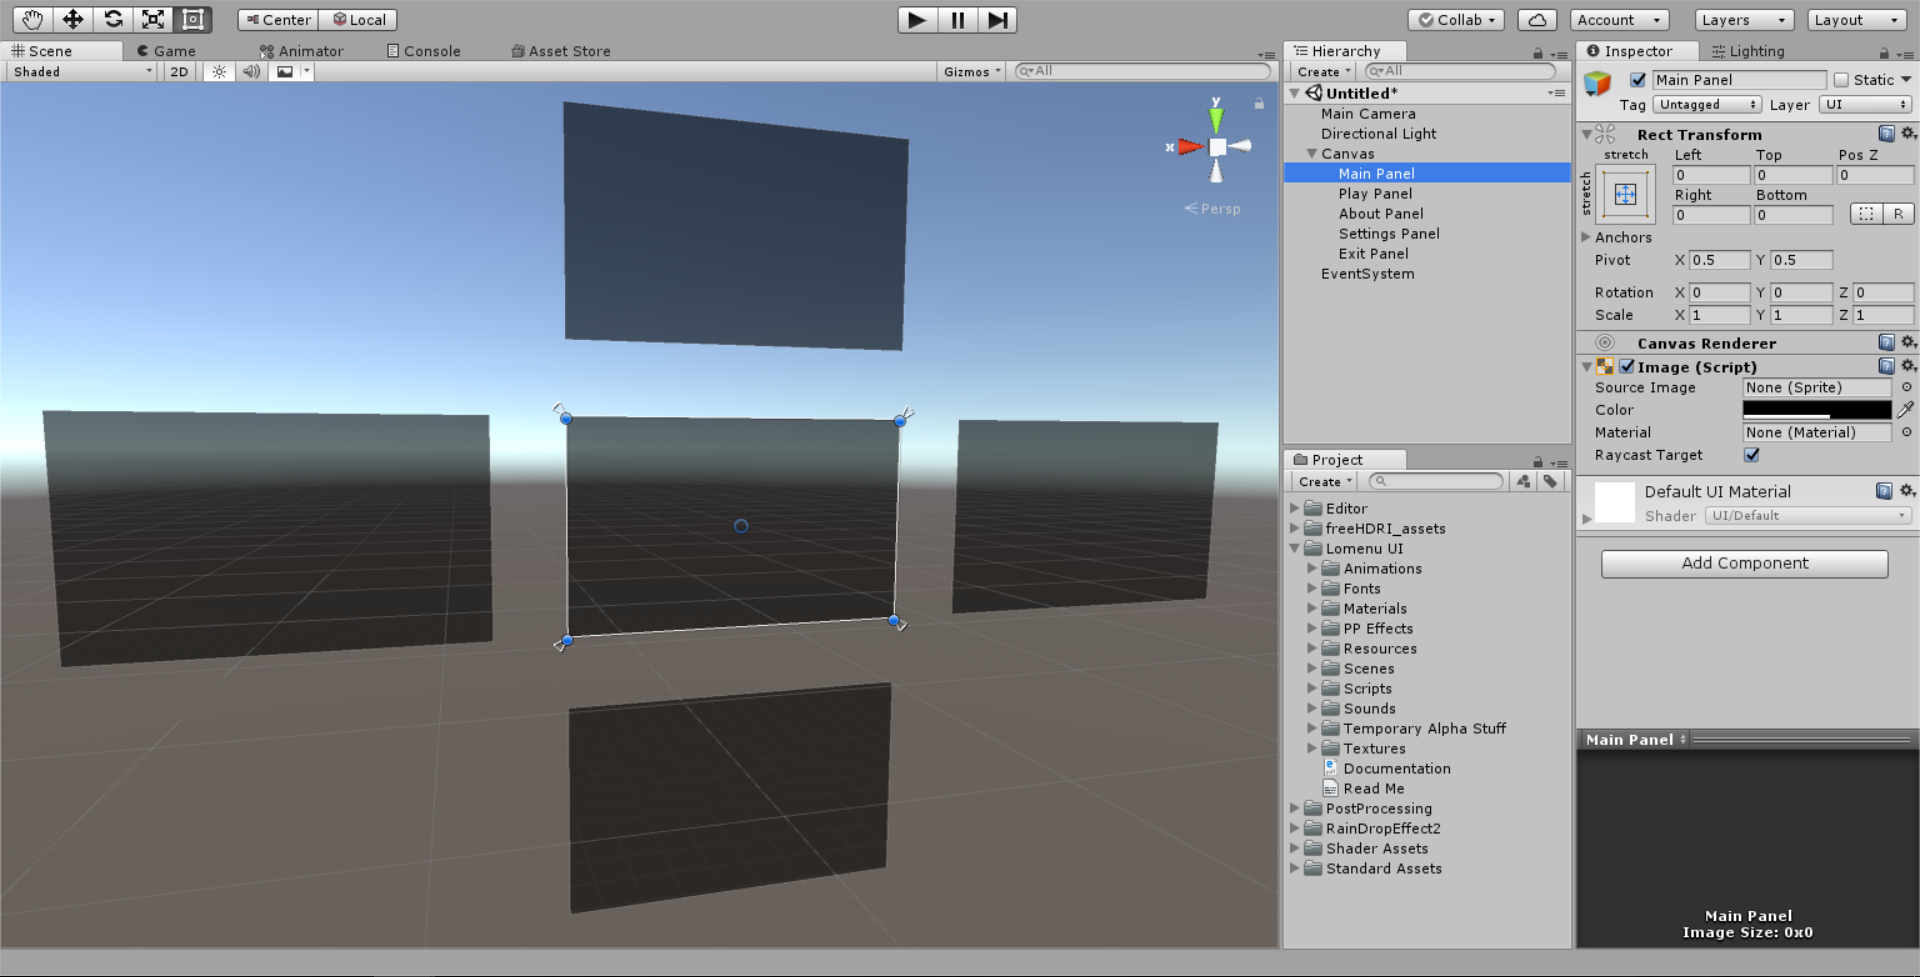 Center Local
Collab Account Layers Layout
Scene Game Animator Console Asset Store
Shaded 2D Gizmos All
y
x
Persp
Hierarchy
Create All
Untitled*
Main Camera
Directional Light
Canvas
Main Panel
Play Panel
About Panel
Settings Panel
Exit Panel
EventSystem
Project
Create
Editor
freeHDRI_assets
Lomenu UI
Animations
Fonts
Materials
PP Effects
Resources
Scenes
Scripts
Sounds
Temporary Alpha Stuff
Textures
Documentation
Read Me
PostProcessing
RainDropEffect2
Shader Assets
Standard Assets
Inspector Lighting
Main Panel Static
Tag Untagged Layer UI
Rect Transform
stretch Left Top Pos Z
stretch 0 0 0
Right Bottom
0 0 R
Anchors
Pivot X 0.5 Y 0.5
Rotation X 0 Y 0 Z 0
Scale X 1 Y 1 Z 1
Canvas Renderer
Image (Script)
Source Image None (Sprite)
Color
Material None (Material)
Raycast Target
Default UI Material
Shader UI/Default
Add Component
Main Panel
Main Panel
Image Size: 0x0